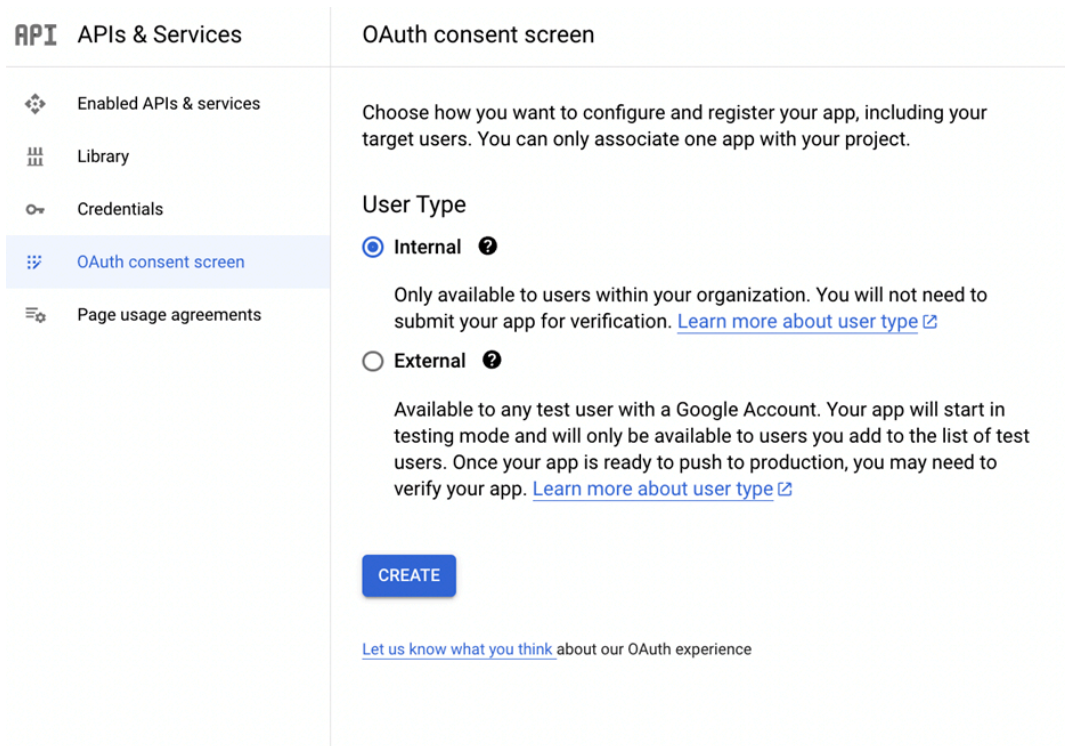 API APIs & Services
OAuth consent screen
Enabled APIs & services
Library
Credentials
OAuth consent screen
Page usage agreements
Choose how you want to configure and register your app, including your
target users. You can only associate one app with your project.
User Type
Internal ?
Only available to users within your organization. You will not need to
submit your app for verification. Learn more about user type
External ?
Available to any test user with a Google Account. Your app will start in
testing mode and will only be available to users you add to the list of test
users. Once your app is ready to push to production, you may need to
verify your app. Learn more about user type
CREATE
Let us know what you think about our OAuth experience